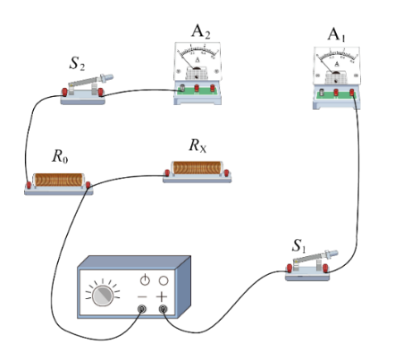 A₂
A₁
S₂
A
A
R₀
Rₓ
S₁
− +